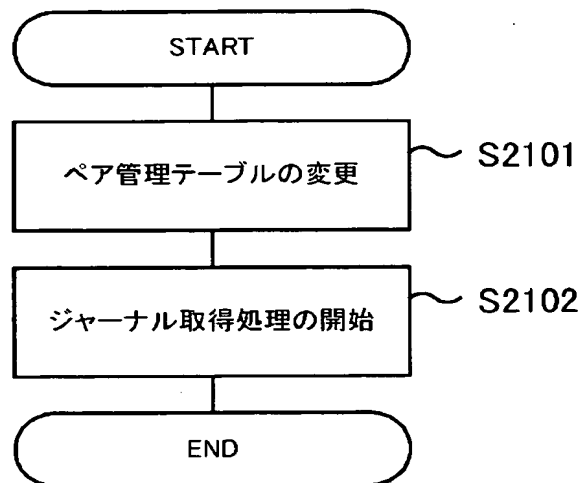 START
ペア管理テーブルの変更
S2101
ジャーナル取得処理の開始
S2102
END